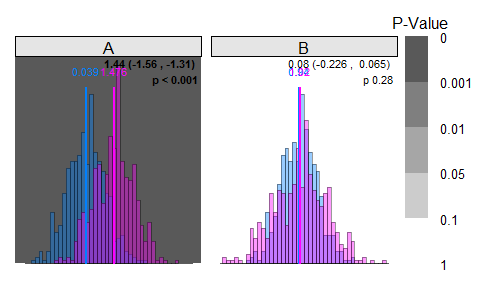 P-Value
A
B
1.44 (-1.56 , -1.31)
p < 0.001
0.08 (-0.226 , 0.065)
p 0.28
0
0.001
0.01
0.05
0.1
1